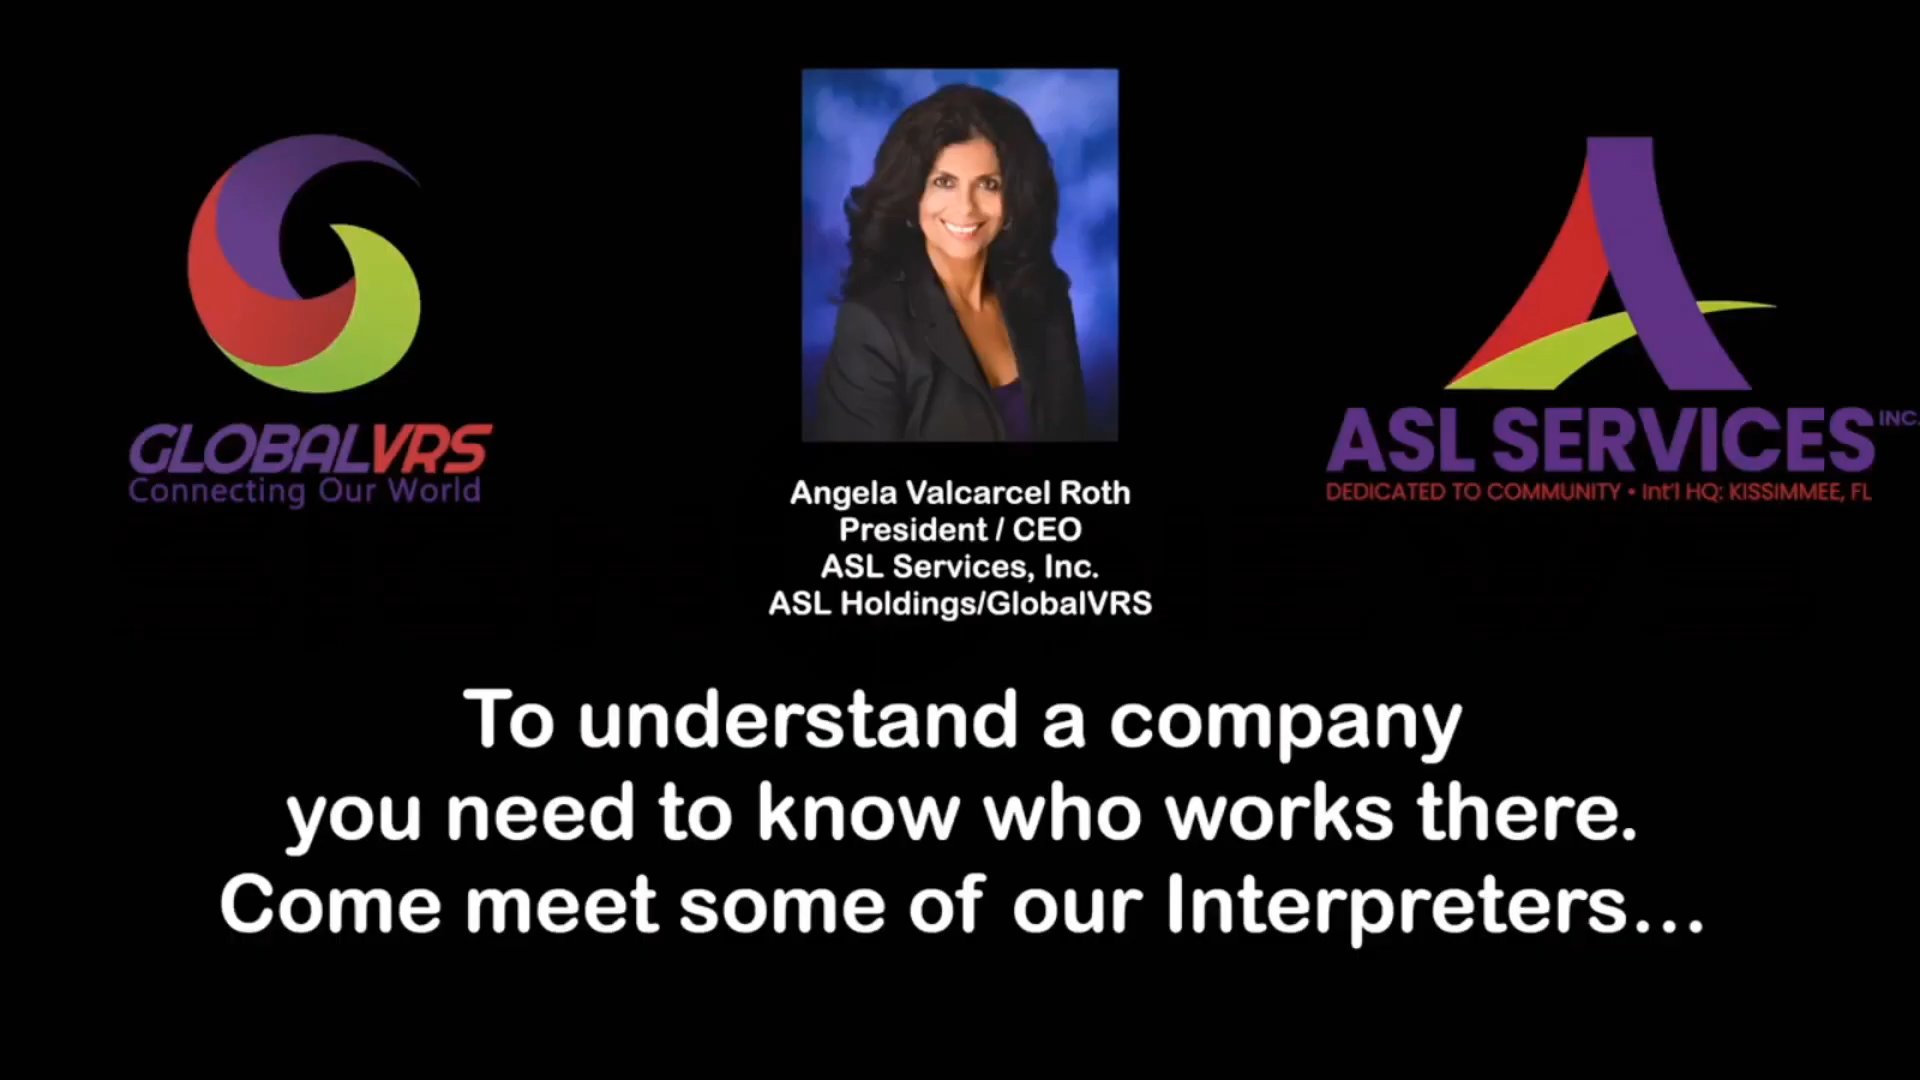 GLOBALVRS
Connecting Our World
Angela Valcarcel Roth
President / CEO
ASL Services, Inc.
ASL Holdings/GlobalVRS
ASL SERVICES INC.
DEDICATED TO COMMUNITY • Int'l HQ: KISSIMMEE, FL
To understand a company
you need to know who works there.
Come meet some of our Interpreters...